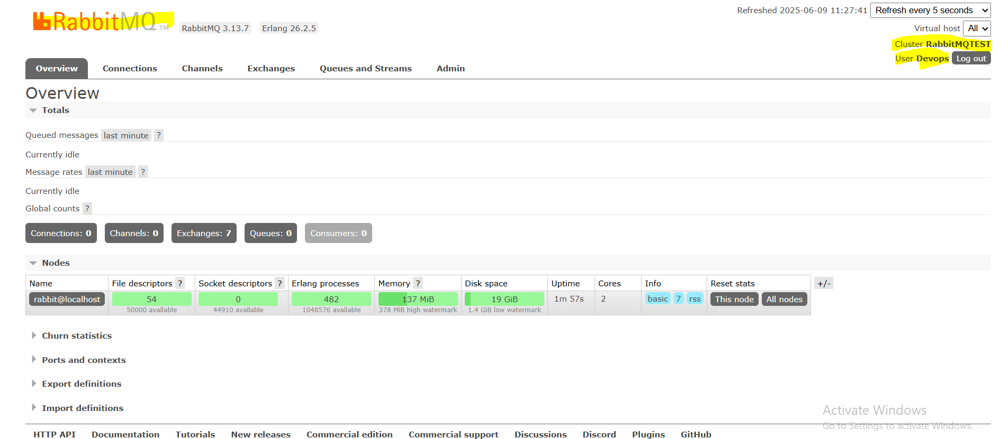 RabbitMQ TM RabbitMQ 3.13.7 Erlang 26.2.5
Refreshed 2025-06-09 11:27:41 Refresh every 5 seconds
Virtual host All
Cluster RabbitMQTEST
User Devops Log out
Overview Connections Channels Exchanges Queues and Streams Admin
Overview
Totals
Queued messages last minute ?
Currently idle
Message rates last minute ?
Currently idle
Global counts ?
Connections: 0 Channels: 0 Exchanges: 7 Queues: 0 Consumers: 0
Nodes
Name File descriptors ? Socket descriptors ? Erlang processes Memory ? Disk space Uptime Cores Info Reset stats +/-
rabbit@localhost 54 0 482 137 MiB 19 GiB 1m 57s 2 basic 7 rss This node All nodes
50000 available 44910 available 1048576 available 378 MiB high watermark 1.4 GiB low watermark
Churn statistics
Ports and contexts
Export definitions
Import definitions
Activate Windows
Go to Settings to activate Windows.
HTTP API Documentation Tutorials New releases Commercial edition Commercial support Discussions Discord Plugins GitHub